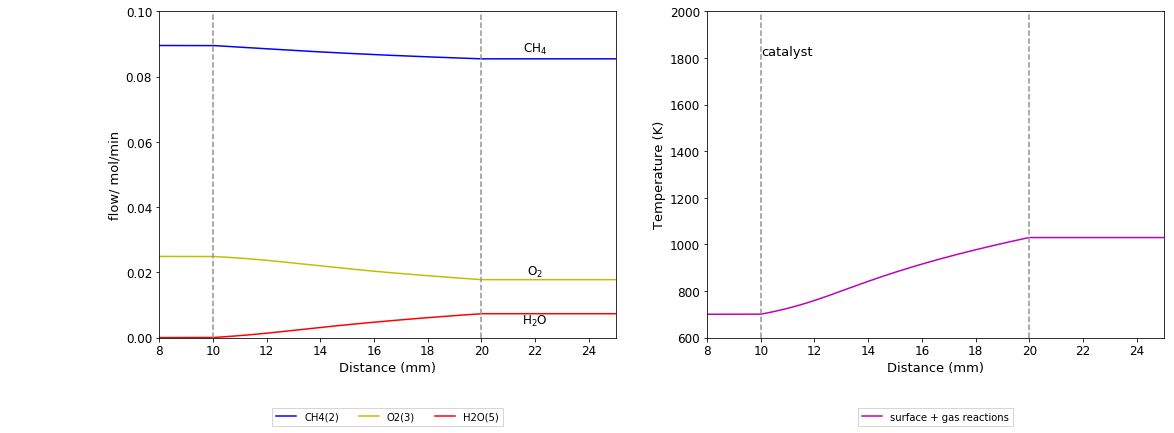 0.10
0.08
0.06
0.04
0.02
0.00
flow/ mol/min
CH₄
O₂
H₂O
8 10 12 14 16 18 20 22 24
Distance (mm)
CH4(2) O2(3) H2O(5)
2000
1800
1600
1400
1200
1000
800
600
Temperature (K)
catalyst
8 10 12 14 16 18 20 22 24
Distance (mm)
surface + gas reactions